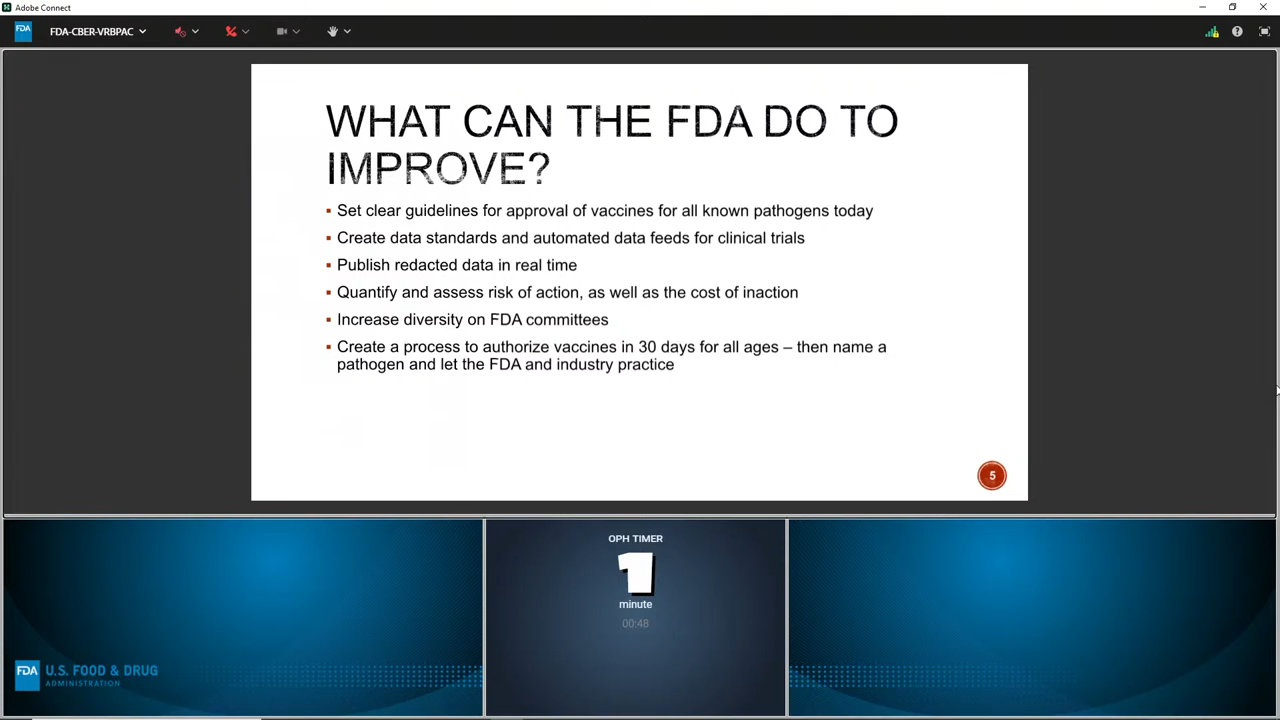 Adobe Connect
FDA
FDA-CBER-VRBPAC
WHAT CAN THE FDA DO TO
IMPROVE?
▪ Set clear guidelines for approval of vaccines for all known pathogens today
▪ Create data standards and automated data feeds for clinical trials
▪ Publish redacted data in real time
▪ Quantify and assess risk of action, as well as the cost of inaction
▪ Increase diversity on FDA committees
▪ Create a process to authorize vaccines in 30 days for all ages – then name a
pathogen and let the FDA and industry practice
5
OPH TIMER
1
minute
00:48
FDA U.S. FOOD & DRUG
ADMINISTRATION